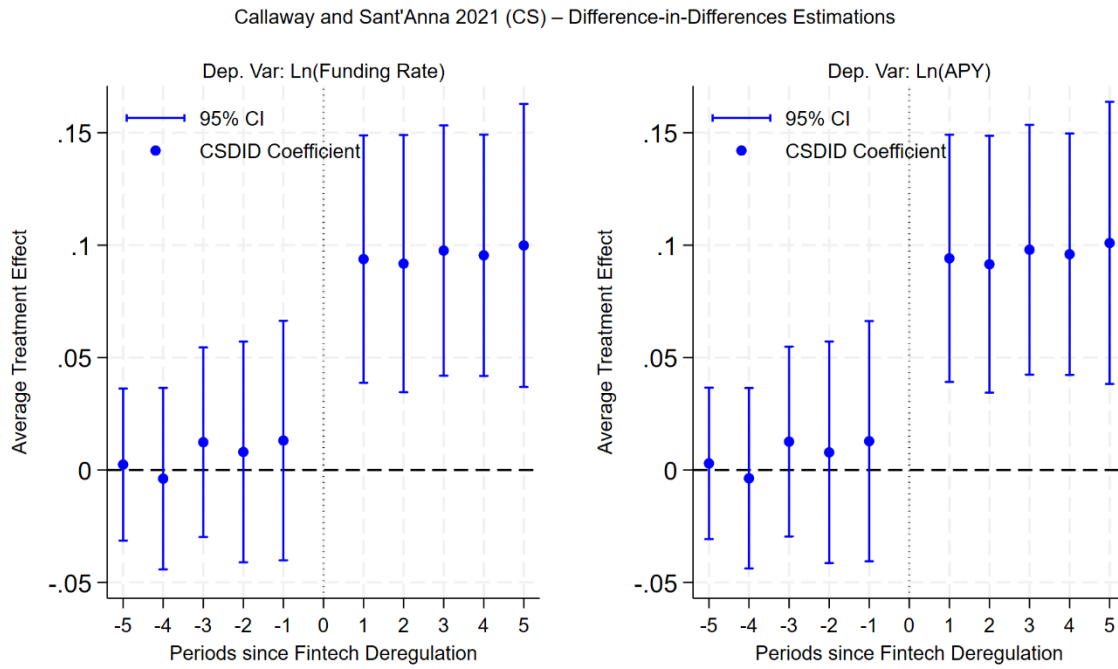 Callaway and Sant'Anna 2021 (CS) – Difference-in-Differences Estimations
Dep. Var: Ln(Funding Rate)
95% CI
CSDID Coefficient
Average Treatment Effect
.15
.1
.05
0
-.05
-5 -4 -3 -2 -1 0 1 2 3 4 5
Periods since Fintech Deregulation
Dep. Var: Ln(APY)
95% CI
CSDID Coefficient
Average Treatment Effect
.15
.1
.05
0
-.05
-5 -4 -3 -2 -1 0 1 2 3 4 5
Periods since Fintech Deregulation